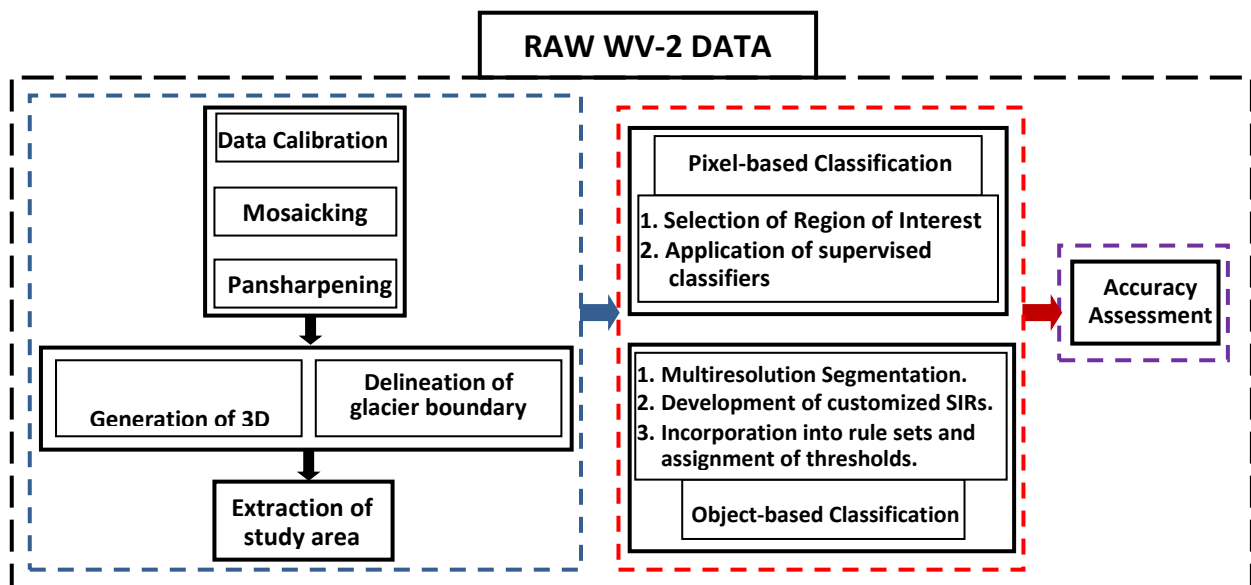 RAW WV-2 DATA
Data Calibration
Mosaicking
Pansharpening
Generation of 3D
Delineation of
glacier boundary
Extraction of
study area
Pixel-based Classification
1. Selection of Region of Interest
2. Application of supervised
classifiers
1. Multiresolution Segmentation.
2. Development of customized SIRs.
3. Incorporation into rule sets and
assignment of thresholds.
Object-based Classification
Accuracy
Assessment